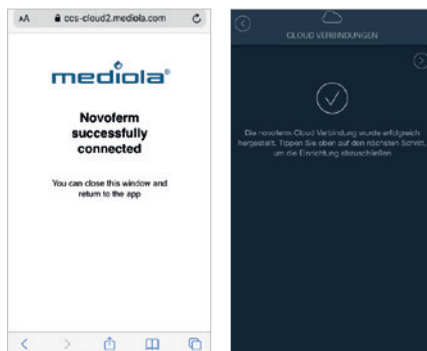 AA ccs-cloud2.mediola.com
mediola®
Novoferm
successfully
connected
You can close this window and
return to the app
CLOUD VERBINDUNGEN
Die novoferm Cloud Verbindung wurde erfolgreich
hergestellt. Tippen Sie oben auf den nächsten Schritt,
um die Einrichtung abzuschließen